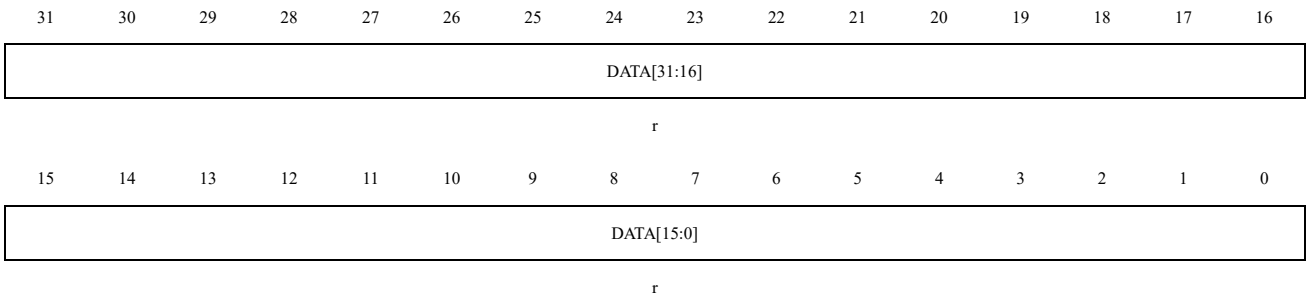 31 30 29 28 27 26 25 24 23 22 21 20 19 18 17 16
DATA[31:16]
r
15 14 13 12 11 10 9 8 7 6 5 4 3 2 1 0
DATA[15:0]
r